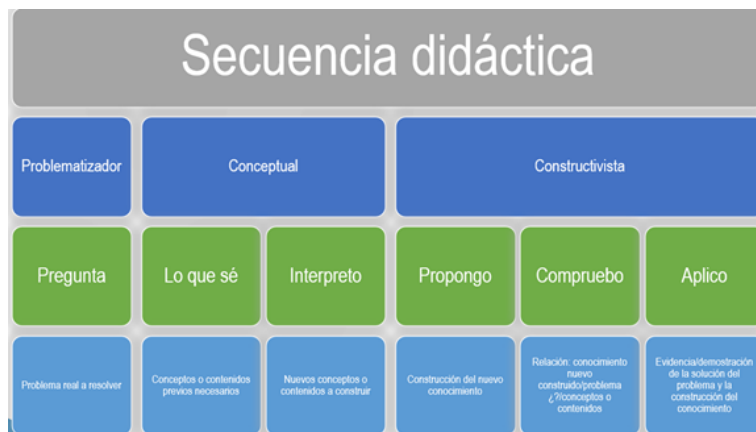 Secuencia didáctica
Problematizador
Conceptual
Constructivista
Pregunta
Lo que sé
Interpreto
Propongo
Compruebo
Aplico
Problema real a resolver
Conceptos o contenidos
previos necesarios
Nuevos conceptos o
contenidos a construir
Construcción del nuevo
conocimiento
Relación: conocimiento
nuevo
construido/problema
¿?/conceptos o
contenidos
Evidencia/demostración
de la solución del
problema y la
construcción del
conocimiento